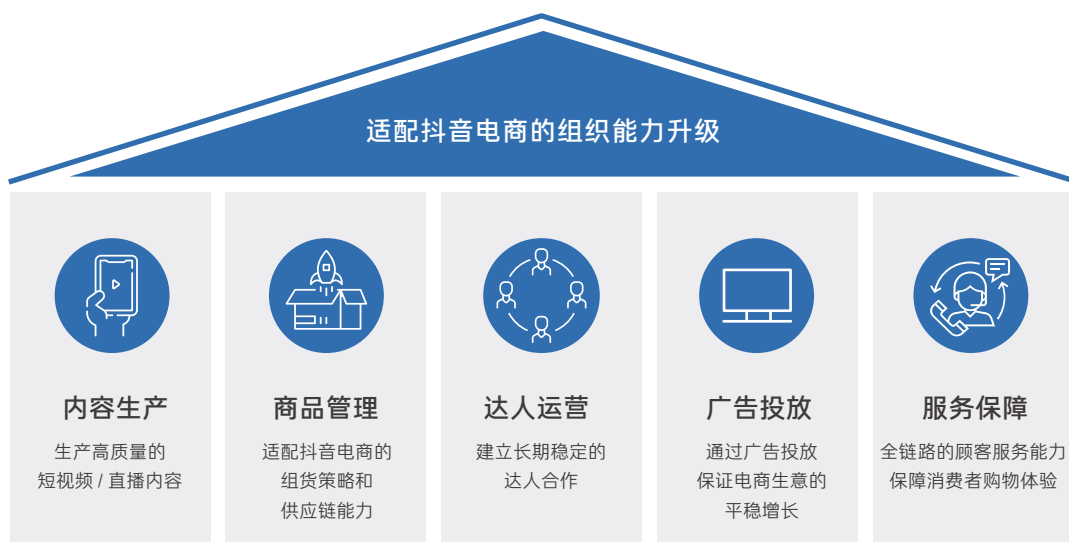 适配抖音电商的组织能力升级
内容生产
生产高质量的
短视频 / 直播内容
商品管理
适配抖音电商的
组货策略和
供应链能力
达人运营
建立长期稳定的
达人合作
广告投放
通过广告投放
保证电商生意的
平稳增长
服务保障
全链路的顾客服务能力
保障消费者购物体验